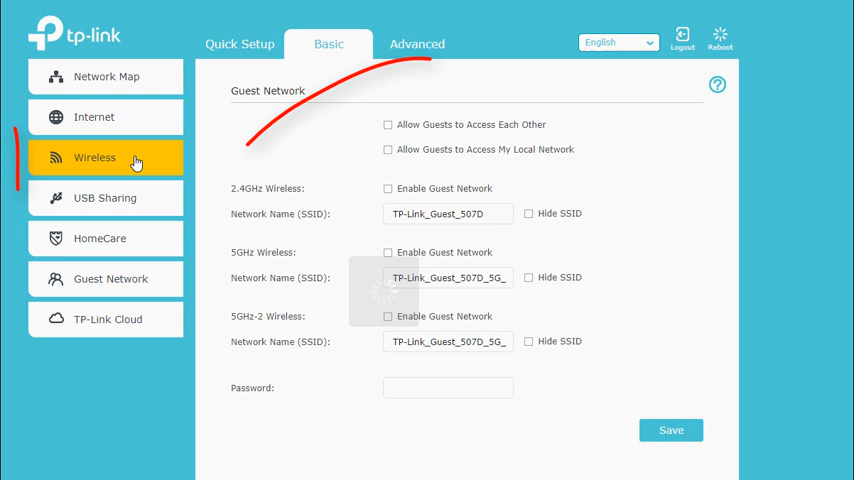 tp-link
Quick Setup
Basic
Advanced
English
Logout
Reboot
Network Map
Internet
Wireless
USB Sharing
HomeCare
Guest Network
TP-Link Cloud
Guest Network
?
Allow Guests to Access Each Other
Allow Guests to Access My Local Network
2.4GHz Wireless: Enable Guest Network
Network Name (SSID): TP-Link_Guest_507D Hide SSID
5GHz Wireless: Enable Guest Network
Network Name (SSID): TP-Link_Guest_507D_5G_ Hide SSID
5GHz-2 Wireless: Enable Guest Network
Network Name (SSID): TP-Link_Guest_507D_5G_ Hide SSID
Password:
Save